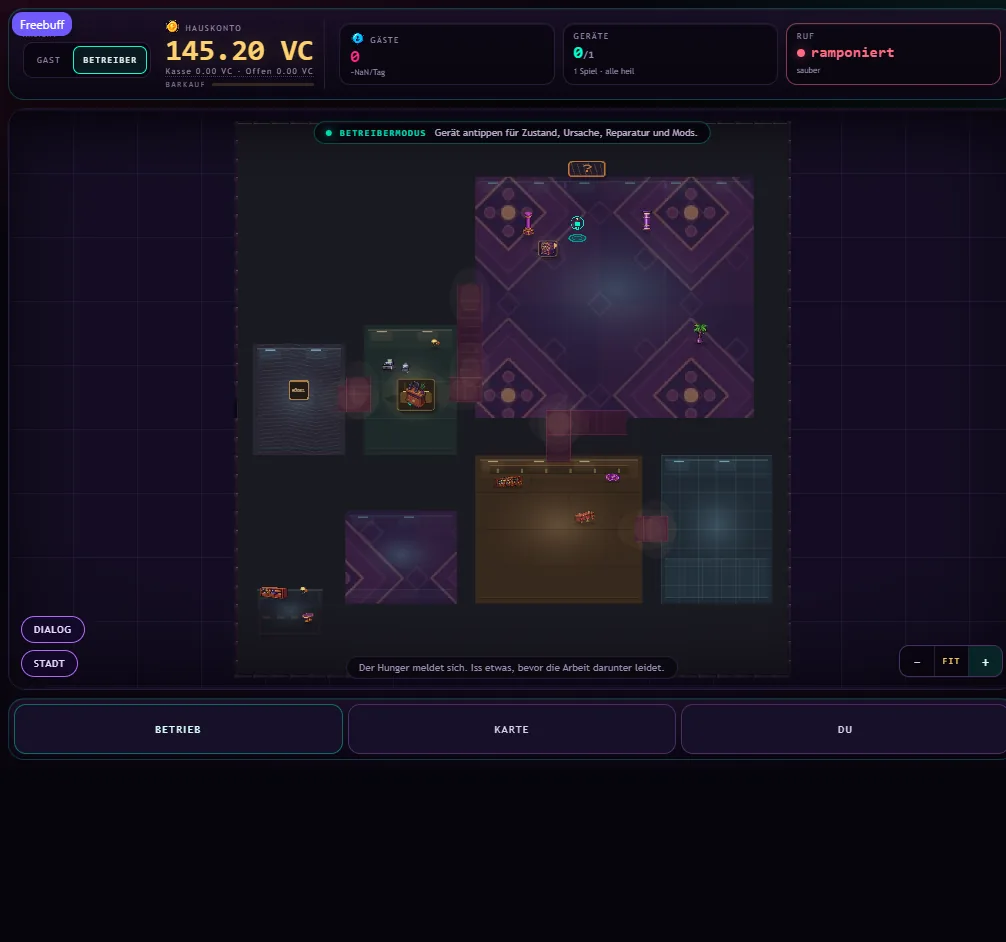 Freebuff
GAST
BETREIBER
HAUSKONTO
145.20 VC
Kasse 0.00 VC · Offen 0.00 VC
BARKAUF
GÄSTE
0
~NaN/Tag
GERÄTE
0/1
1 Spiel · alle heil
RUF
ramponiert
sauber
BETREIBERMODUS Gerät antippen für Zustand, Ursache, Reparatur und Mods.
?
DIALOG
STADT
Der Hunger meldet sich. Iss etwas, bevor die Arbeit darunter leidet.
−
FIT
+
BETRIEB
KARTE
DU